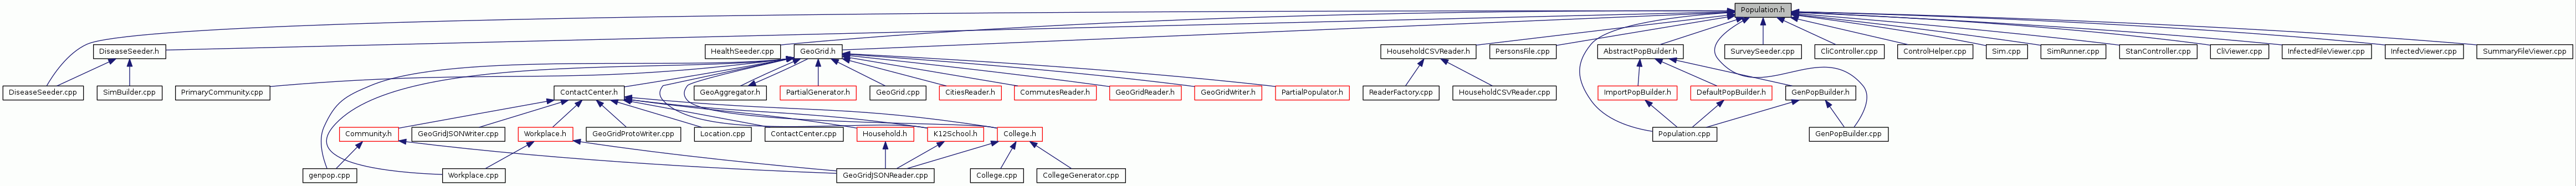 Population.h
DiseaseSeeder.h
HealthSeeder.cpp
GeoGrid.h
HouseholdCSVReader.h
PersonsFile.cpp
AbstractPopBuilder.h
SurveySeeder.cpp
CliController.cpp
ControlHelper.cpp
Sim.cpp
SimRunner.cpp
StanController.cpp
CliViewer.cpp
InfectedFileViewer.cpp
InfectedViewer.cpp
SummaryFileViewer.cpp
DiseaseSeeder.cpp
SimBuilder.cpp
PrimaryCommunity.cpp
ContactCenter.h
GeoAggregator.h
PartialGenerator.h
GeoGrid.cpp
CitiesReader.h
CommutesReader.h
GeoGridReader.h
GeoGridWriter.h
PartialPopulator.h
ReaderFactory.cpp
HouseholdCSVReader.cpp
ImportPopBuilder.h
DefaultPopBuilder.h
GenPopBuilder.h
Community.h
GeoGridJSONWriter.cpp
Workplace.h
GeoGridProtoWriter.cpp
Location.cpp
ContactCenter.cpp
Household.h
K12School.h
College.h
Population.cpp
GenPopBuilder.cpp
genpop.cpp
Workplace.cpp
GeoGridJSONReader.cpp
College.cpp
CollegeGenerator.cpp